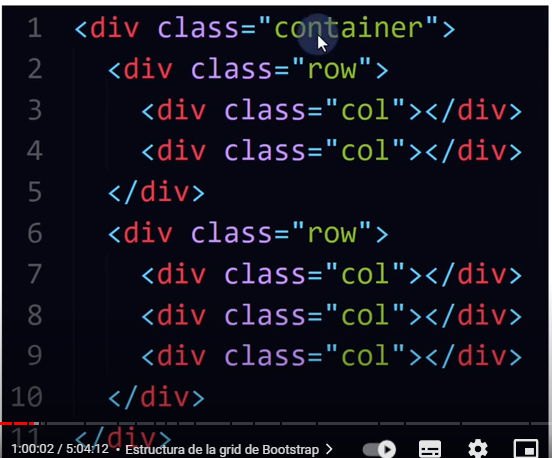 1 <div class="container">
2 <div class="row">
3 <div class="col"></div>
4 <div class="col"></div>
5 </div>
6 <div class="row">
7 <div class="col"></div>
8 <div class="col"></div>
9 <div class="col"></div>
10 </div>
11 </div>
1:00:02 / 5:04:12 • Estructura de la grid de Bootstrap >